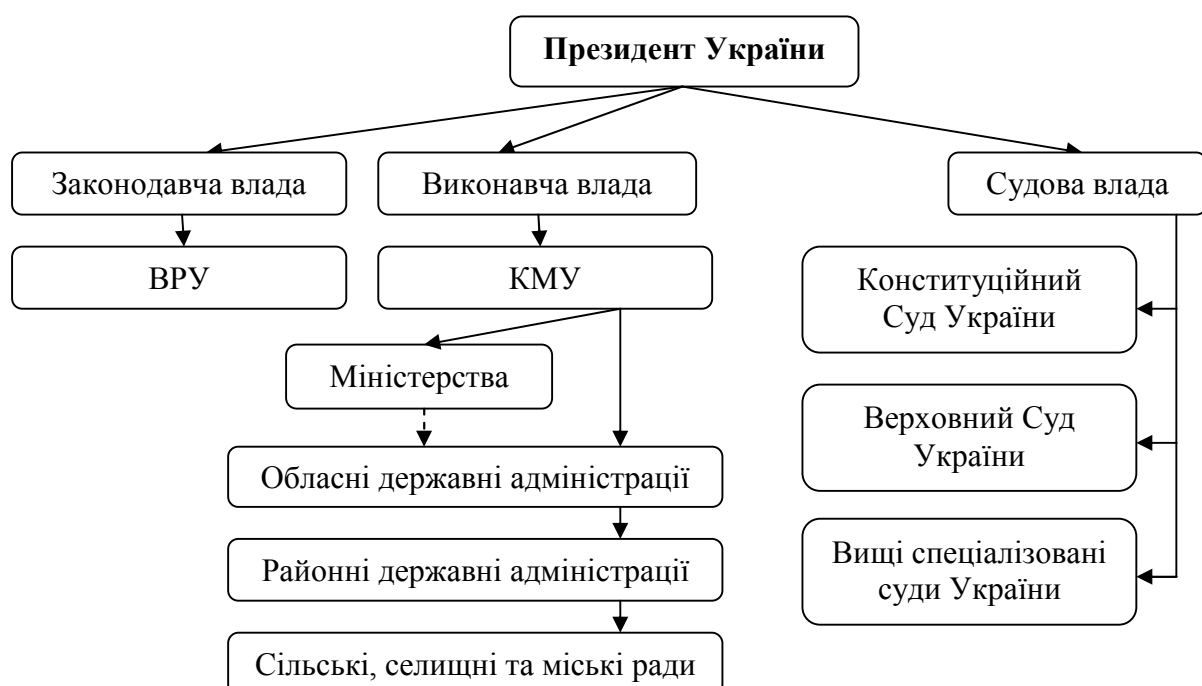 Президент України
Законодавча влада
Виконавча влада
Судова влада
ВРУ
КМУ
Конституційний
Суд України
Міністерства
Верховний Суд
України
Обласні державні адміністрації
Районні державні адміністрації
Вищі спеціалізовані
суди України
Сільські, селищні та міські ради